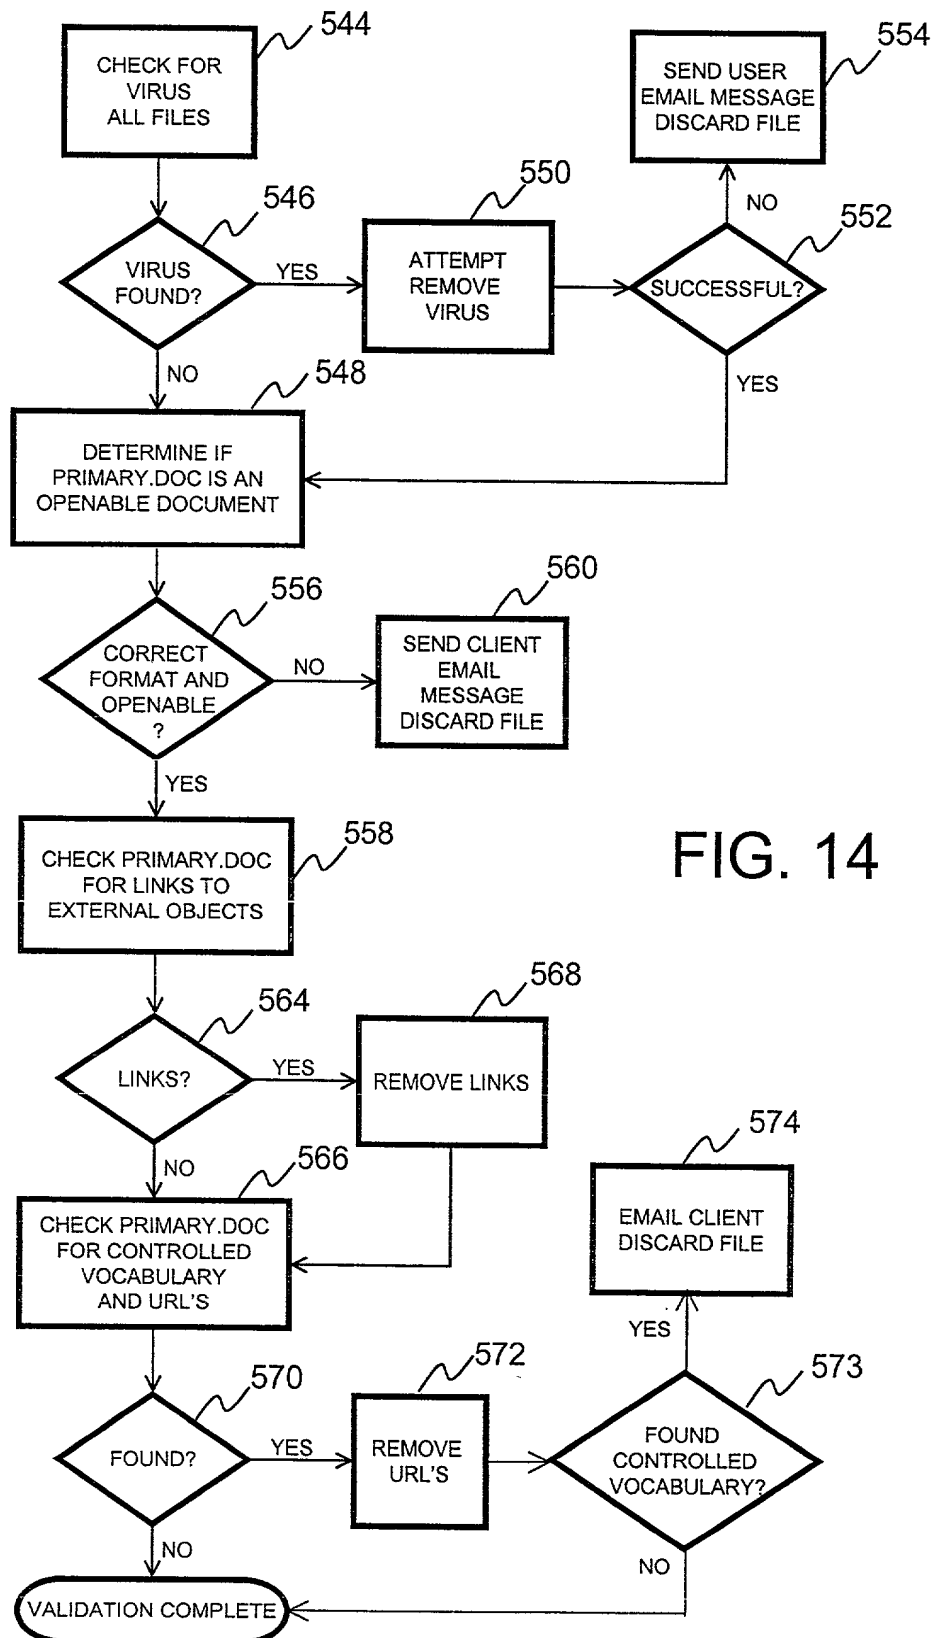 544
CHECK FOR
VIRUS
ALL FILES
554
SEND USER
EMAIL MESSAGE
DISCARD FILE
546
VIRUS
FOUND?
YES
550
ATTEMPT
REMOVE
VIRUS
NO
552
SUCCESSFUL?
YES
NO
548
DETERMINE IF
PRIMARY.DOC IS AN
OPENABLE DOCUMENT
556
CORRECT
FORMAT AND
OPENABLE
?
NO
560
SEND CLIENT
EMAIL
MESSAGE
DISCARD FILE
YES
558
CHECK PRIMARY.DOC
FOR LINKS TO
EXTERNAL OBJECTS
FIG. 14
564
LINKS?
YES
568
REMOVE LINKS
NO
566
CHECK PRIMARY.DOC
FOR CONTROLLED
VOCABULARY
AND URL'S
574
EMAIL CLIENT
DISCARD FILE
YES
570
FOUND?
YES
572
REMOVE
URL'S
573
FOUND
CONTROLLED
VOCABULARY?
NO
NO
VALIDATION COMPLETE